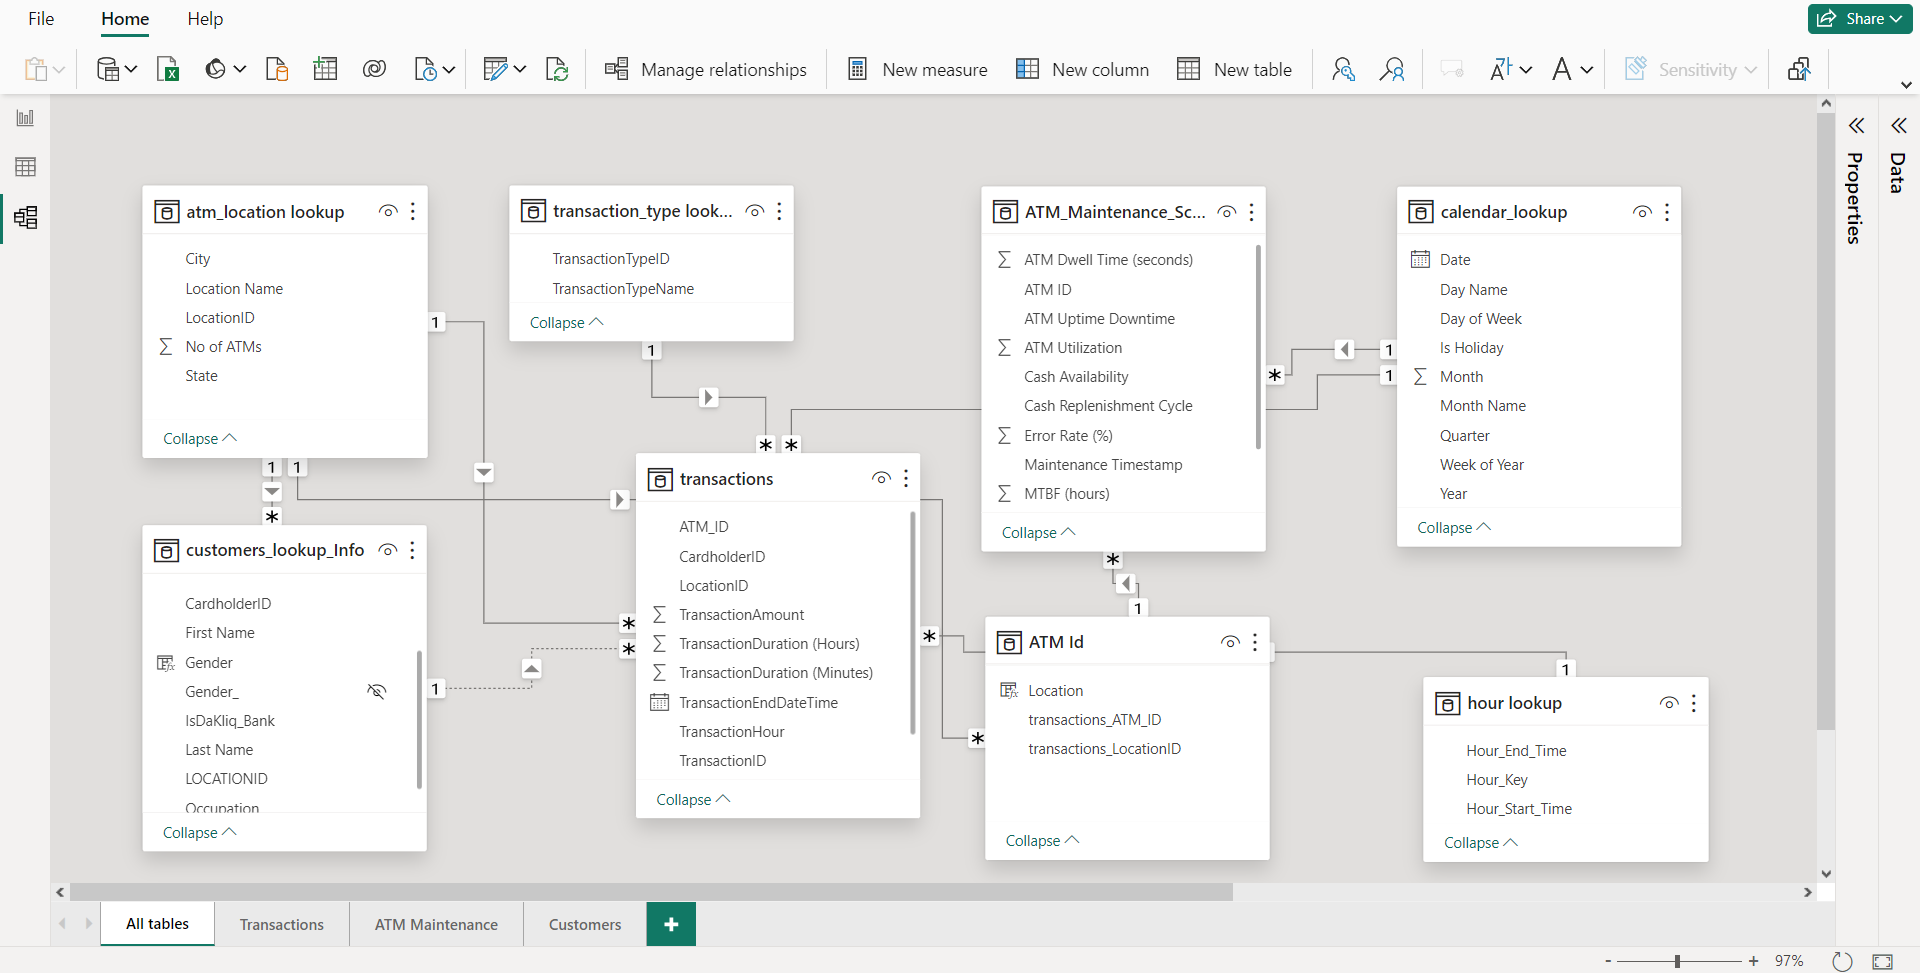 File Home Help Share
Manage relationships New measure New column New table Sensitivity
Properties
Data
atm_location lookup
City
Location Name
LocationID
No of ATMs
State
Collapse
transaction_type look...
TransactionTypeID
TransactionTypeName
Collapse
ATM_Maintenance_Sc...
ATM Dwell Time (seconds)
ATM ID
ATM Uptime Downtime
ATM Utilization
Cash Availability
Cash Replenishment Cycle
Error Rate (%)
Maintenance Timestamp
MTBF (hours)
Collapse
calendar_lookup
Date
Day Name
Day of Week
Is Holiday
Month
Month Name
Quarter
Week of Year
Year
Collapse
1
1
1
1
*
*
*
1 1
*
customers_lookup_Info
CardholderID
First Name
Gender
Gender_
IsDaKliq_Bank
Last Name
LOCATIONID
Occupation
Collapse
1
*
*
transactions
ATM_ID
CardholderID
LocationID
TransactionAmount
TransactionDuration (Hours)
TransactionDuration (Minutes)
TransactionEndDateTime
TransactionHour
TransactionID
Collapse
*
*
*
1
ATM Id
Location
transactions_ATM_ID
transactions_LocationID
Collapse
1
hour lookup
Hour_End_Time
Hour_Key
Hour_Start_Time
Collapse
All tables Transactions ATM Maintenance Customers +
- + 97%